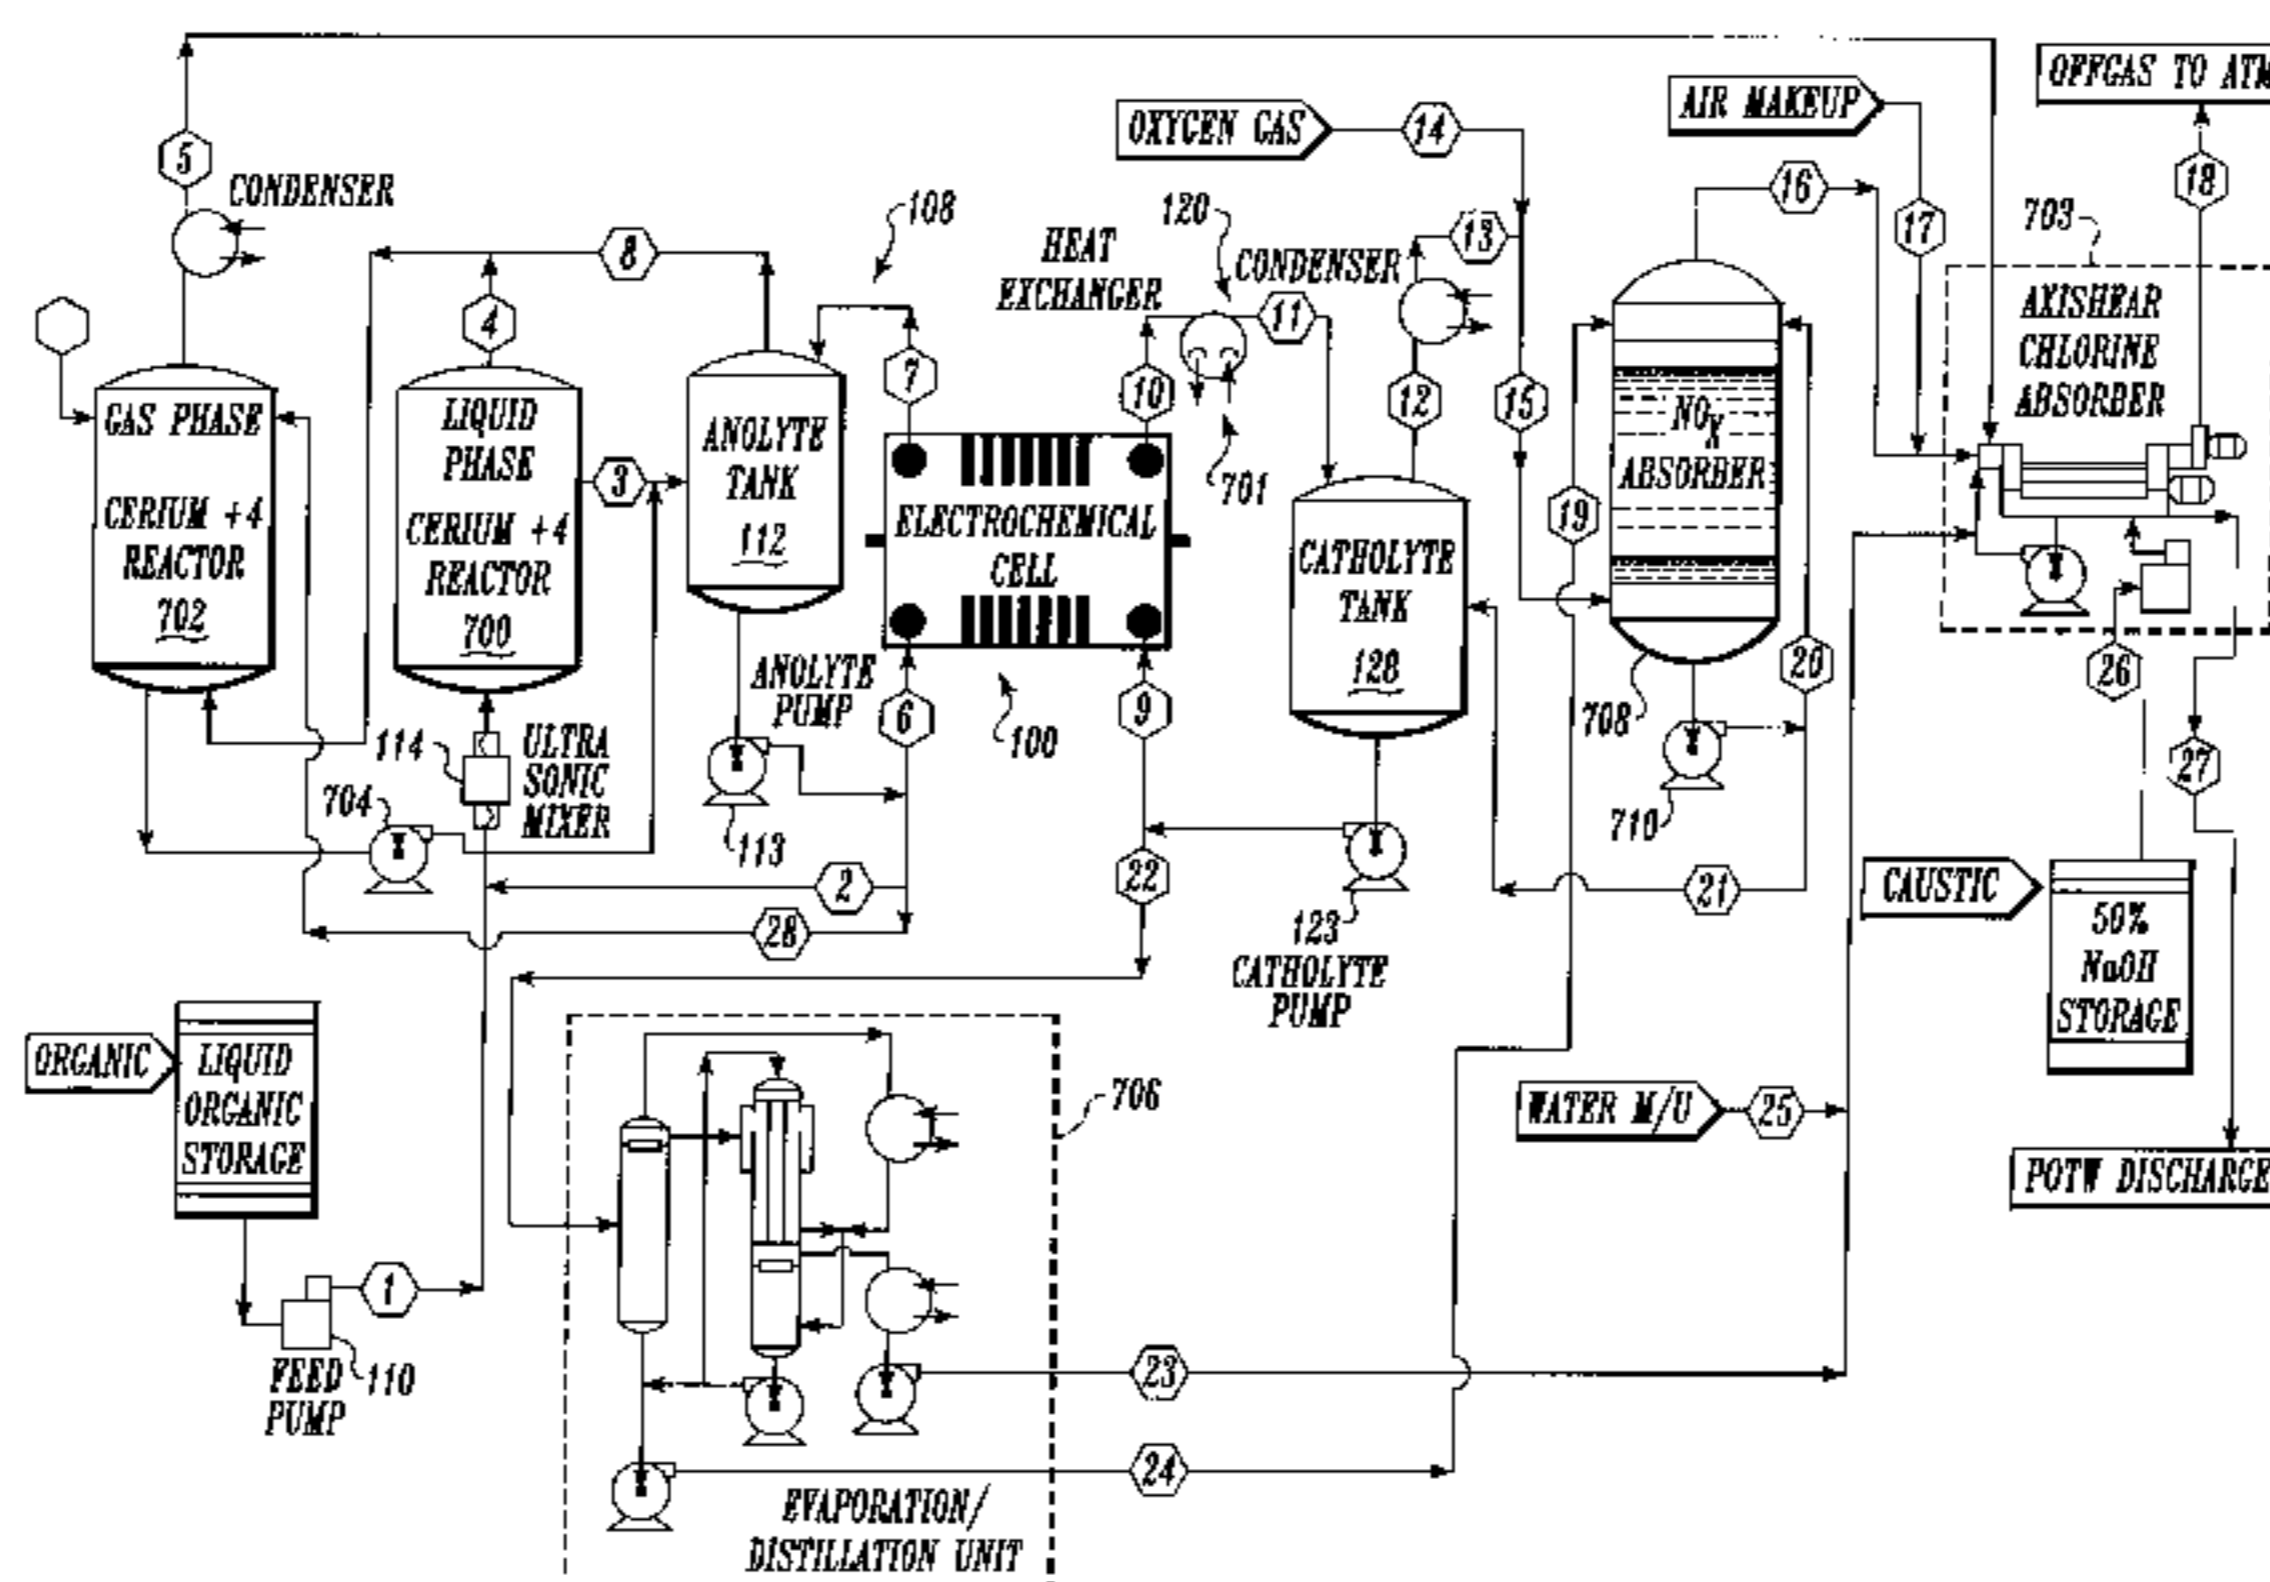 OFFGAS TO ATM
AIR MAKEUP
OXYGEN GAS
14
5
CONDENSER
16
18
108
120
703
17
8
HEAT
EXCHANGER
CONDENSER
13
4
11
AXISHEAR
CHLORINE
ABSORBER
7
10
12
15
GAS PHASE
CERIUM +4
REACTOR
702
LIQUID
PHASE
CERIUM +4
REACTOR
700
3
ANOLYTE
TANK
112
701
ELECTROCHEMICAL
CELL
NOX
ABSORBER
19
CATHOLYTE
TANK
128
20
26
ANOLYTE
PUMP
6
9
100
708
114
ULTRA
SONIC
MIXER
704
27
710
113
2
22
21
CAUSTIC
28
123
CATHOLYTE
PUMP
50%
NaOH
STORAGE
ORGANIC
LIQUID
ORGANIC
STORAGE
706
WATER M/U
25
POTW DISCHARGE
1
FEED
PUMP
110
23
24
EVAPORATION/
DISTILLATION UNIT